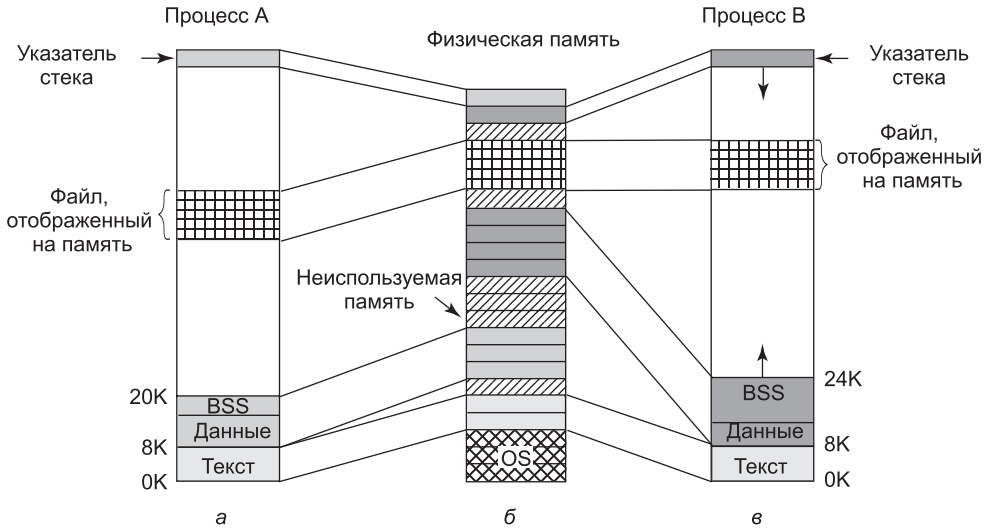 Процесс А
Процесс В
Физическая память
Указатель
стека
Указатель
стека
Файл,
отображенный
на память
Файл,
отображенный
на память
Неиспользуемая
память
20K
BSS
Данные
8K
Текст
0K
OS
24K
BSS
Данные
8K
Текст
0K
а
б
в